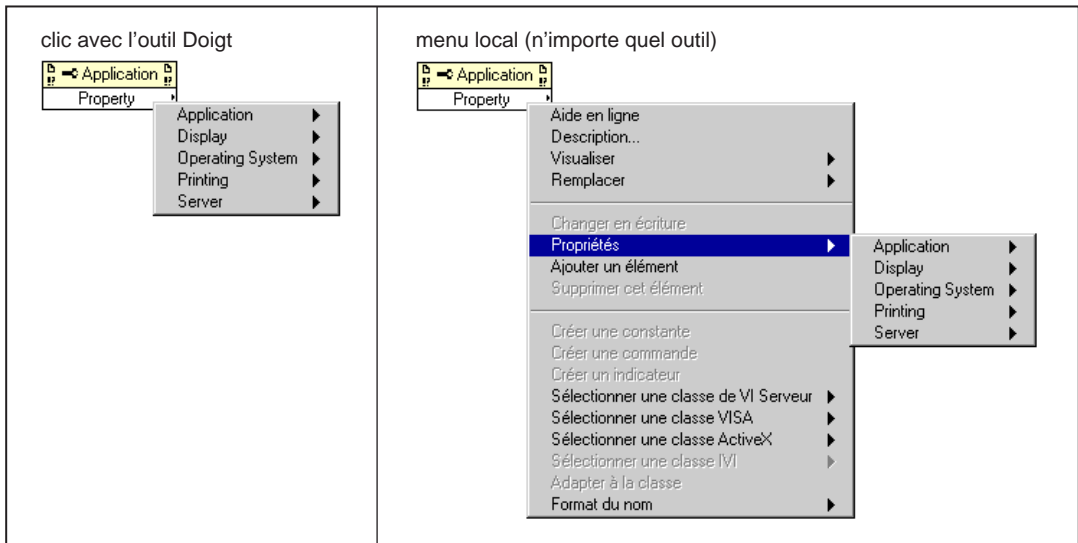 clic avec l'outil Doigt
Application
Property
Application
Display
Operating System
Printing
Server
menu local (n'importe quel outil)
Application
Property
Aide en ligne
Description...
Visualiser
Remplacer
Changer en écriture
Propriétés
Ajouter un élément
Supprimer cet élément
Créer une constante
Créer une commande
Créer un indicateur
Sélectionner une classe de VI Serveur
Sélectionner une classe VISA
Sélectionner une classe ActiveX
Sélectionner une classe IVI
Adapter à la classe
Format du nom
Application
Display
Operating System
Printing
Server